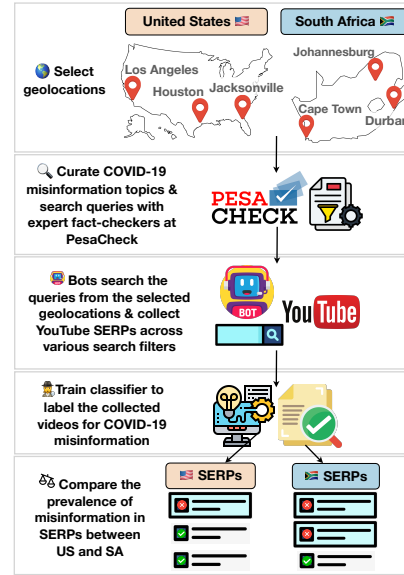 United States 🇺🇸
South Africa 🇿🇦
🌎 Select
geolocations
Los Angeles
Houston
Jacksonville
Johannesburg
Cape Town
Durban
🔍 Curate COVID-19
misinformation topics &
search queries with
expert fact-checkers at
PesaCheck
PESA
CHECK
Bots search the
queries from the selected
geolocations & collect
YouTube SERPs across
various search filters
BOT
YouTube
Train classifier to
label the collected
videos for COVID-19
misinformation
⚖ Compare the
prevalence of
misinformation in
SERPs between
US and SA
🇺🇸 SERPs
🇿🇦 SERPs